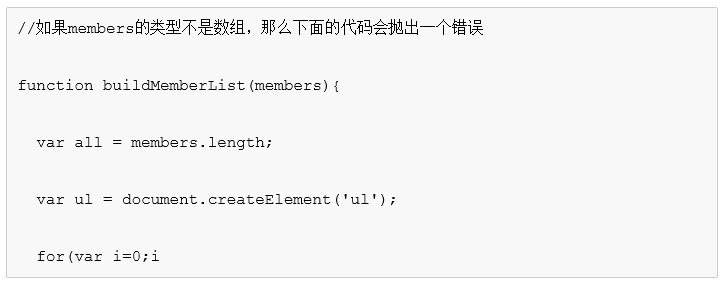 //如果members的类型不是数组，那么下面的代码会抛出一个错误
function buildMemberList(members){
var all = members.length;
var ul = document.createElement('ul');
for(var i=0;i